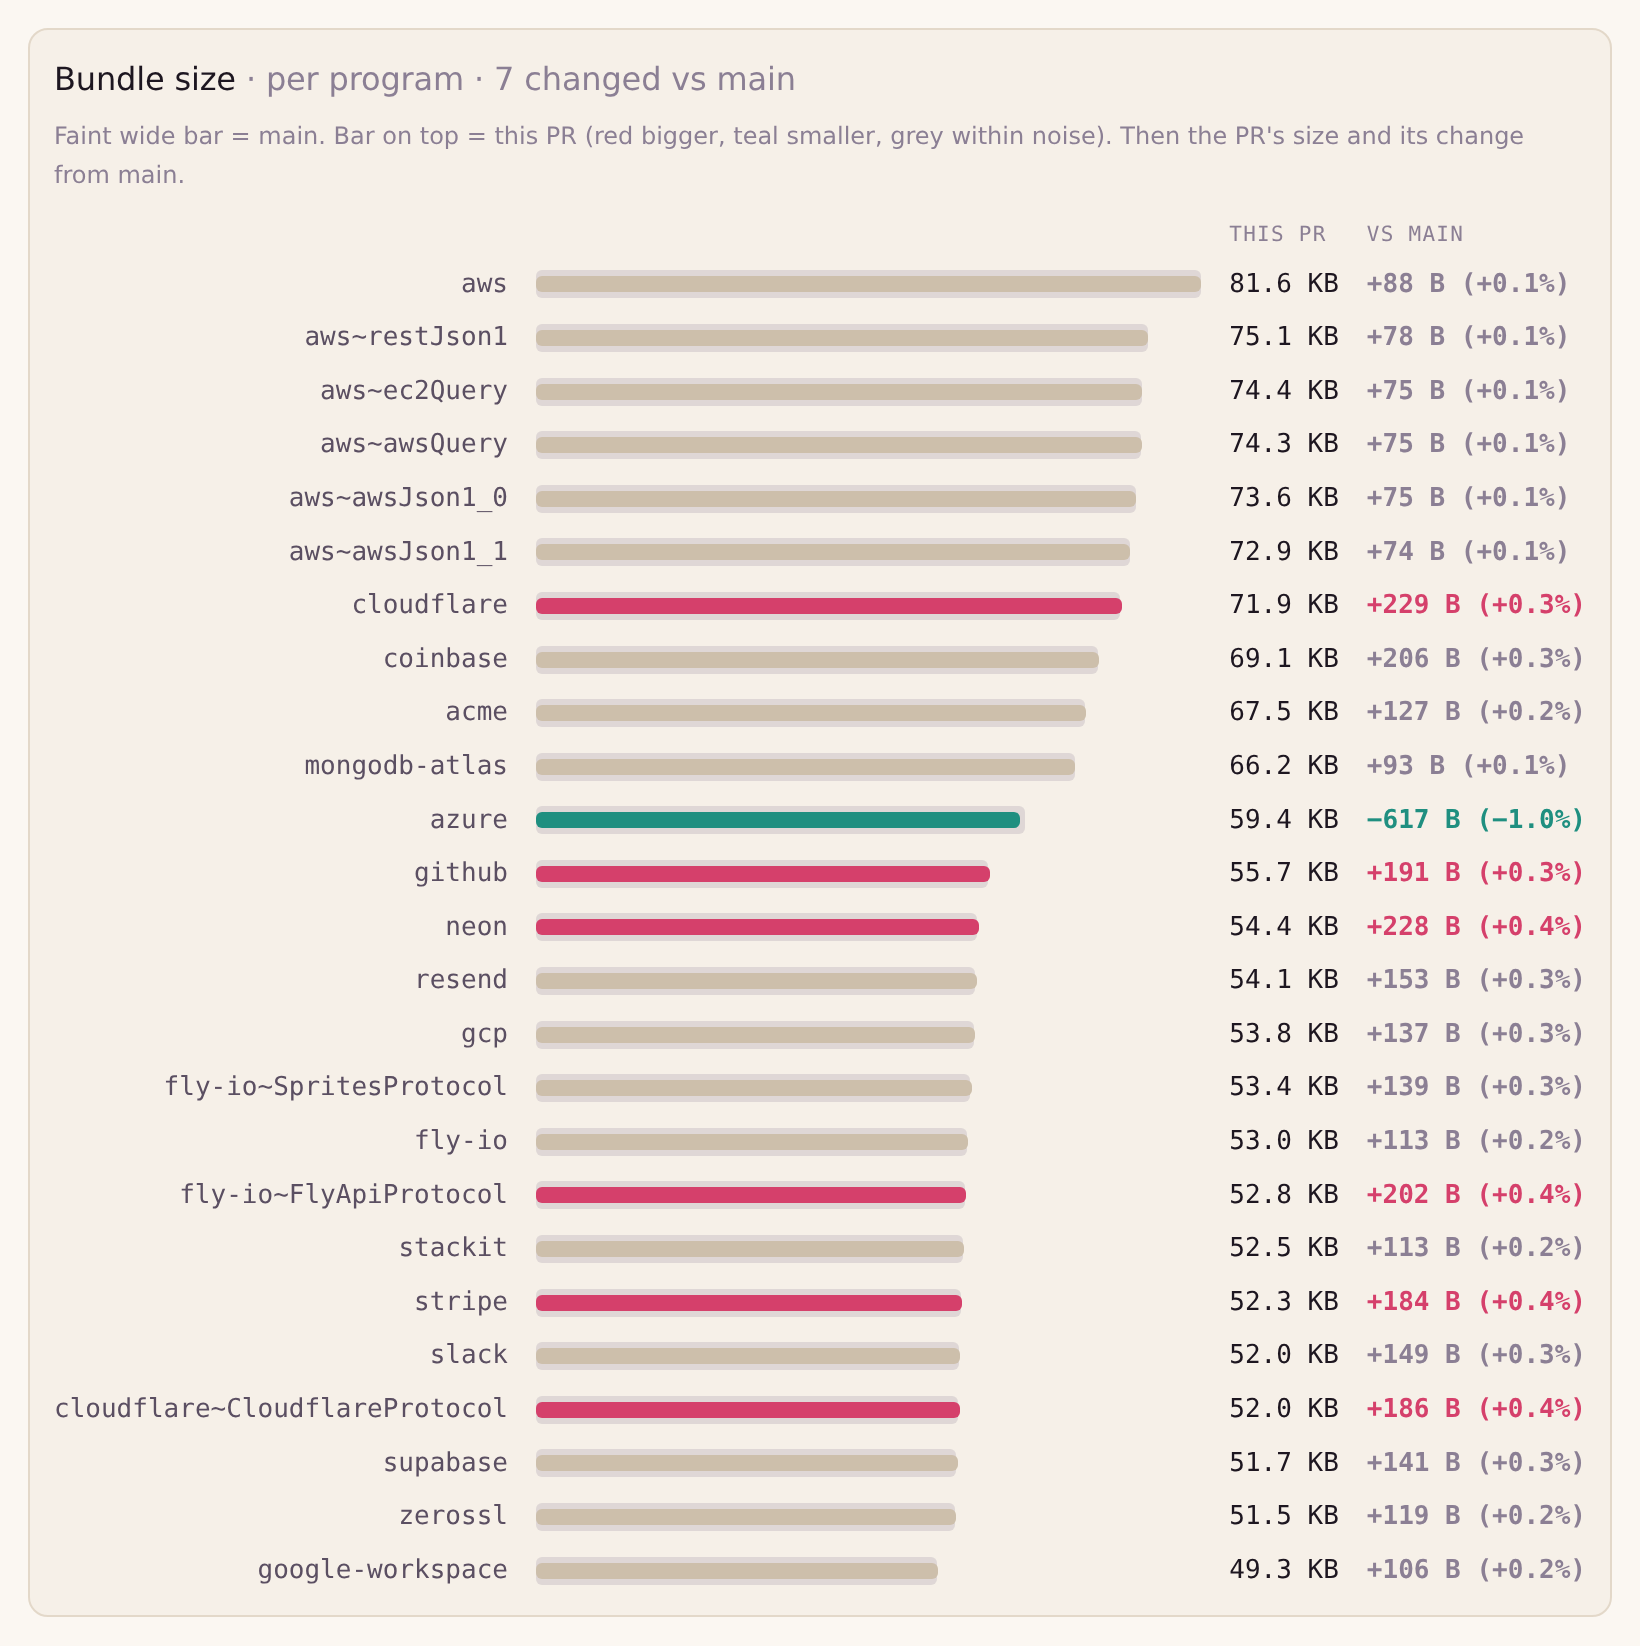 Bundle size · per program · 7 changed vs main
Faint wide bar = main. Bar on top = this PR (red bigger, teal smaller, grey within noise). Then the PR's size and its change
from main.
THIS PR VS MAIN
aws 81.6 KB +88 B (+0.1%)
aws~restJson1 75.1 KB +78 B (+0.1%)
aws~ec2Query 74.4 KB +75 B (+0.1%)
aws~awsQuery 74.3 KB +75 B (+0.1%)
aws~awsJson1_0 73.6 KB +75 B (+0.1%)
aws~awsJson1_1 72.9 KB +74 B (+0.1%)
cloudflare 71.9 KB +229 B (+0.3%)
coinbase 69.1 KB +206 B (+0.3%)
acme 67.5 KB +127 B (+0.2%)
mongodb-atlas 66.2 KB +93 B (+0.1%)
azure 59.4 KB −617 B (−1.0%)
github 55.7 KB +191 B (+0.3%)
neon 54.4 KB +228 B (+0.4%)
resend 54.1 KB +153 B (+0.3%)
gcp 53.8 KB +137 B (+0.3%)
fly-io~SpritesProtocol 53.4 KB +139 B (+0.3%)
fly-io 53.0 KB +113 B (+0.2%)
fly-io~FlyApiProtocol 52.8 KB +202 B (+0.4%)
stackit 52.5 KB +113 B (+0.2%)
stripe 52.3 KB +184 B (+0.4%)
slack 52.0 KB +149 B (+0.3%)
cloudflare~CloudflareProtocol 52.0 KB +186 B (+0.4%)
supabase 51.7 KB +141 B (+0.3%)
zerossl 51.5 KB +119 B (+0.2%)
google-workspace 49.3 KB +106 B (+0.2%)